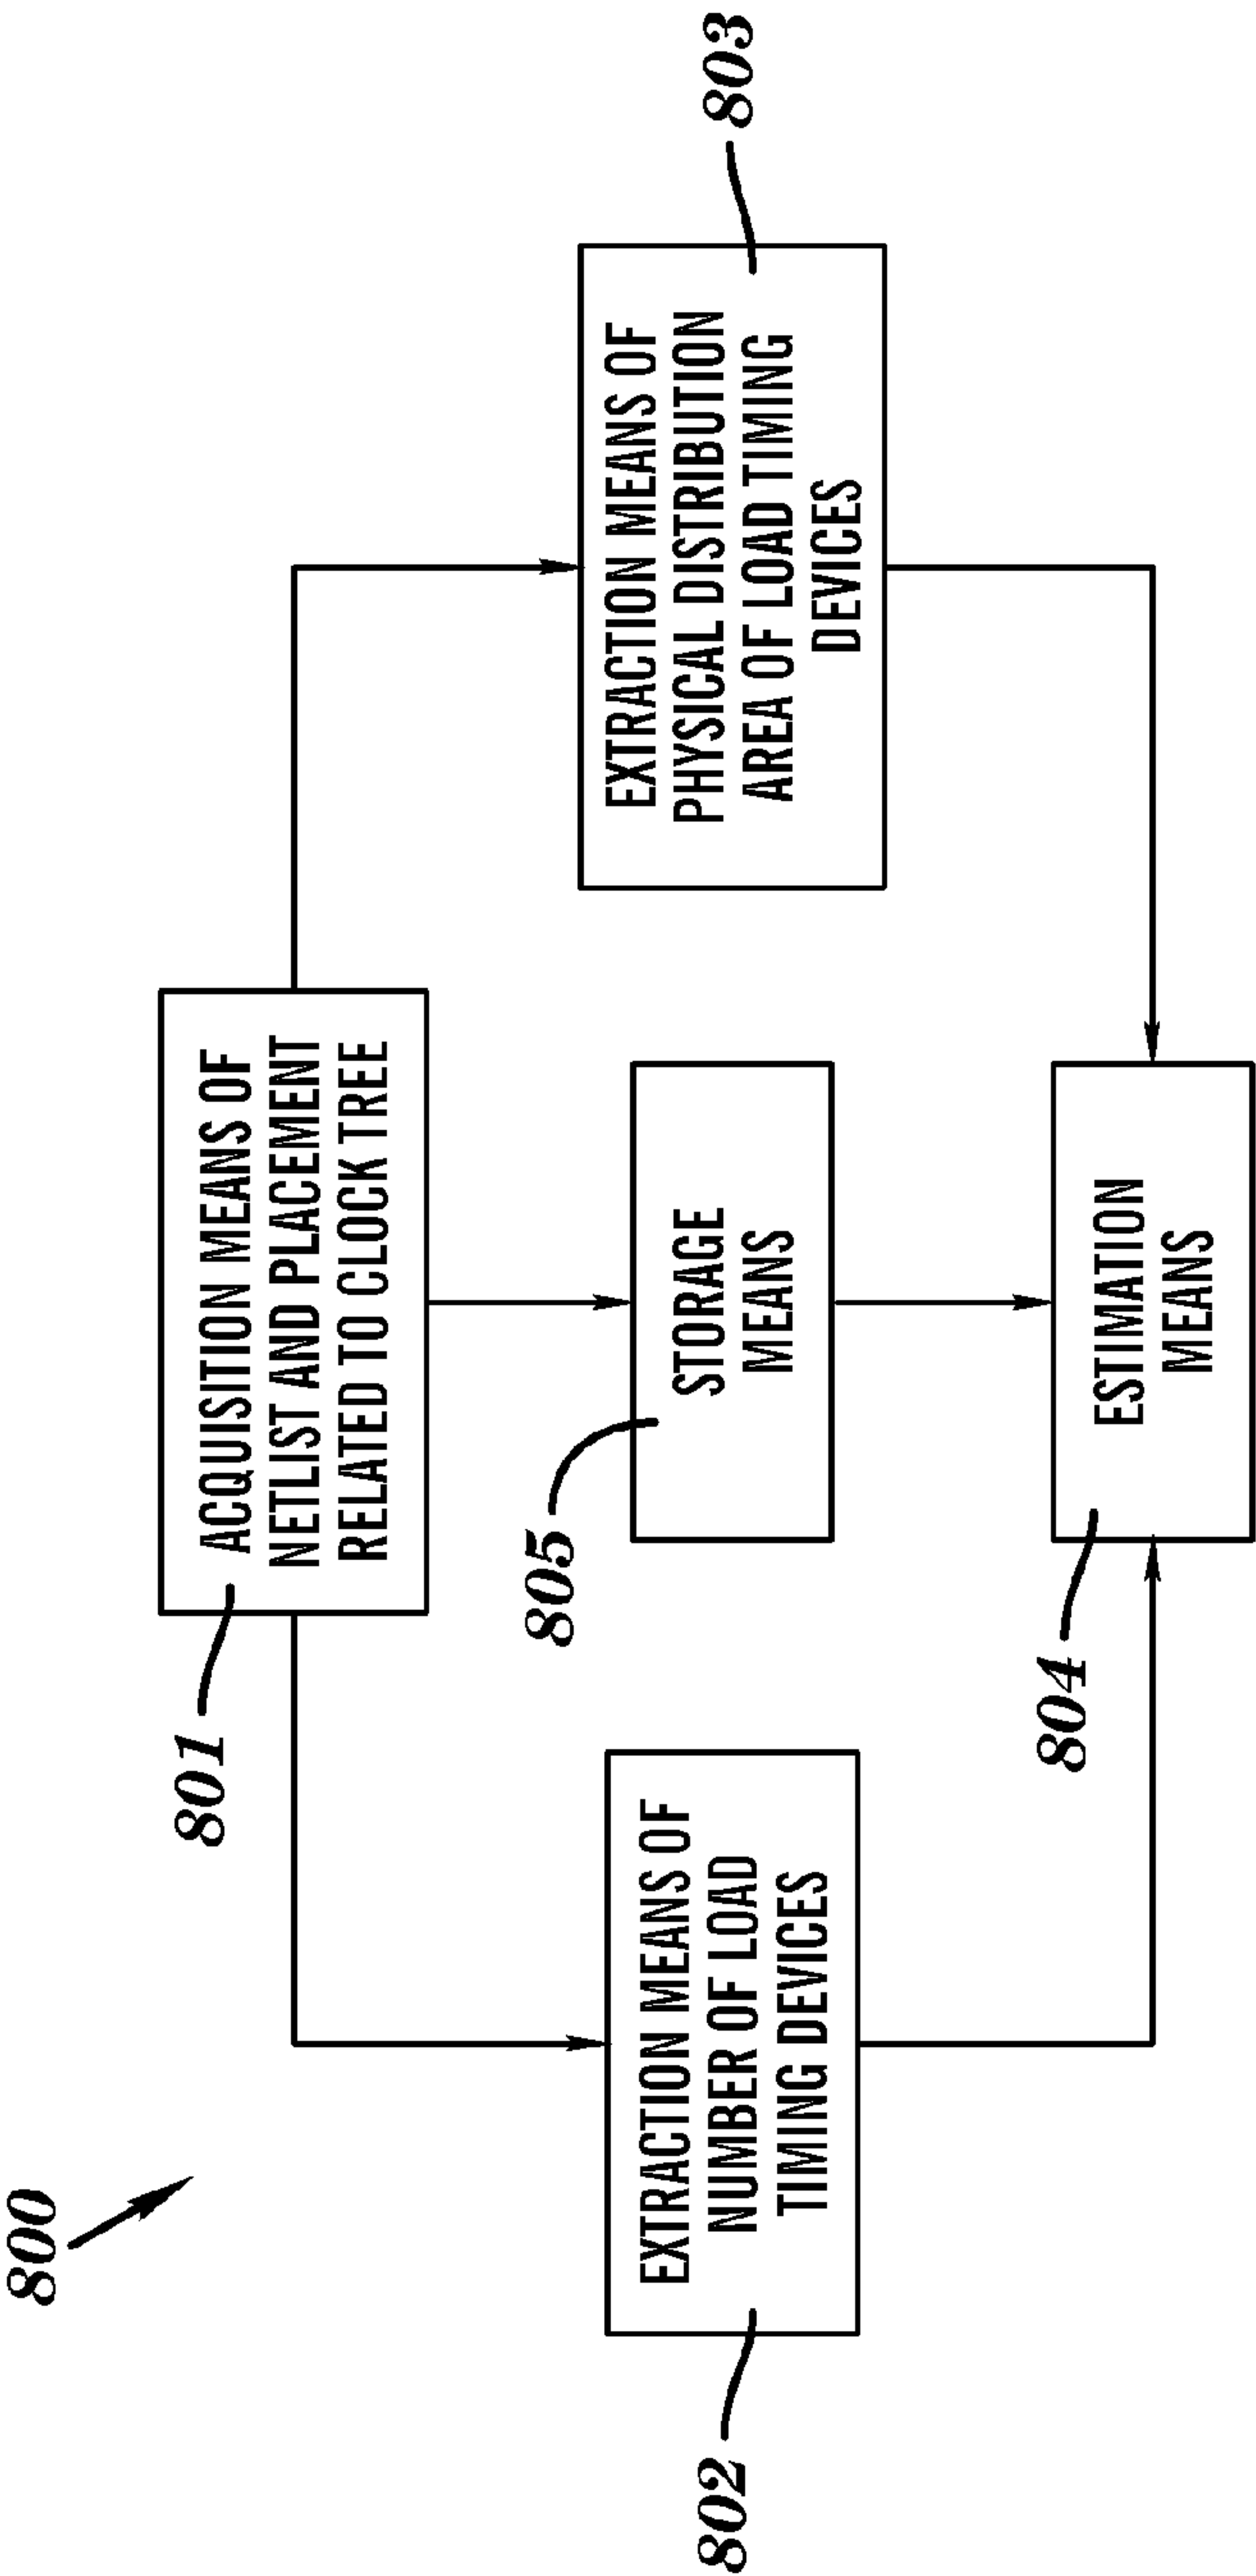 800
801
ACQUISITION MEANS OF
NETLIST AND PLACEMENT
RELATED TO CLOCK TREE
802
EXTRACTION MEANS OF
NUMBER OF LOAD
TIMING DEVICES
805
STORAGE
MEANS
803
EXTRACTION MEANS OF
PHYSICAL DISTRIBUTION
AREA OF LOAD TIMING
DEVICES
804
ESTIMATION
MEANS